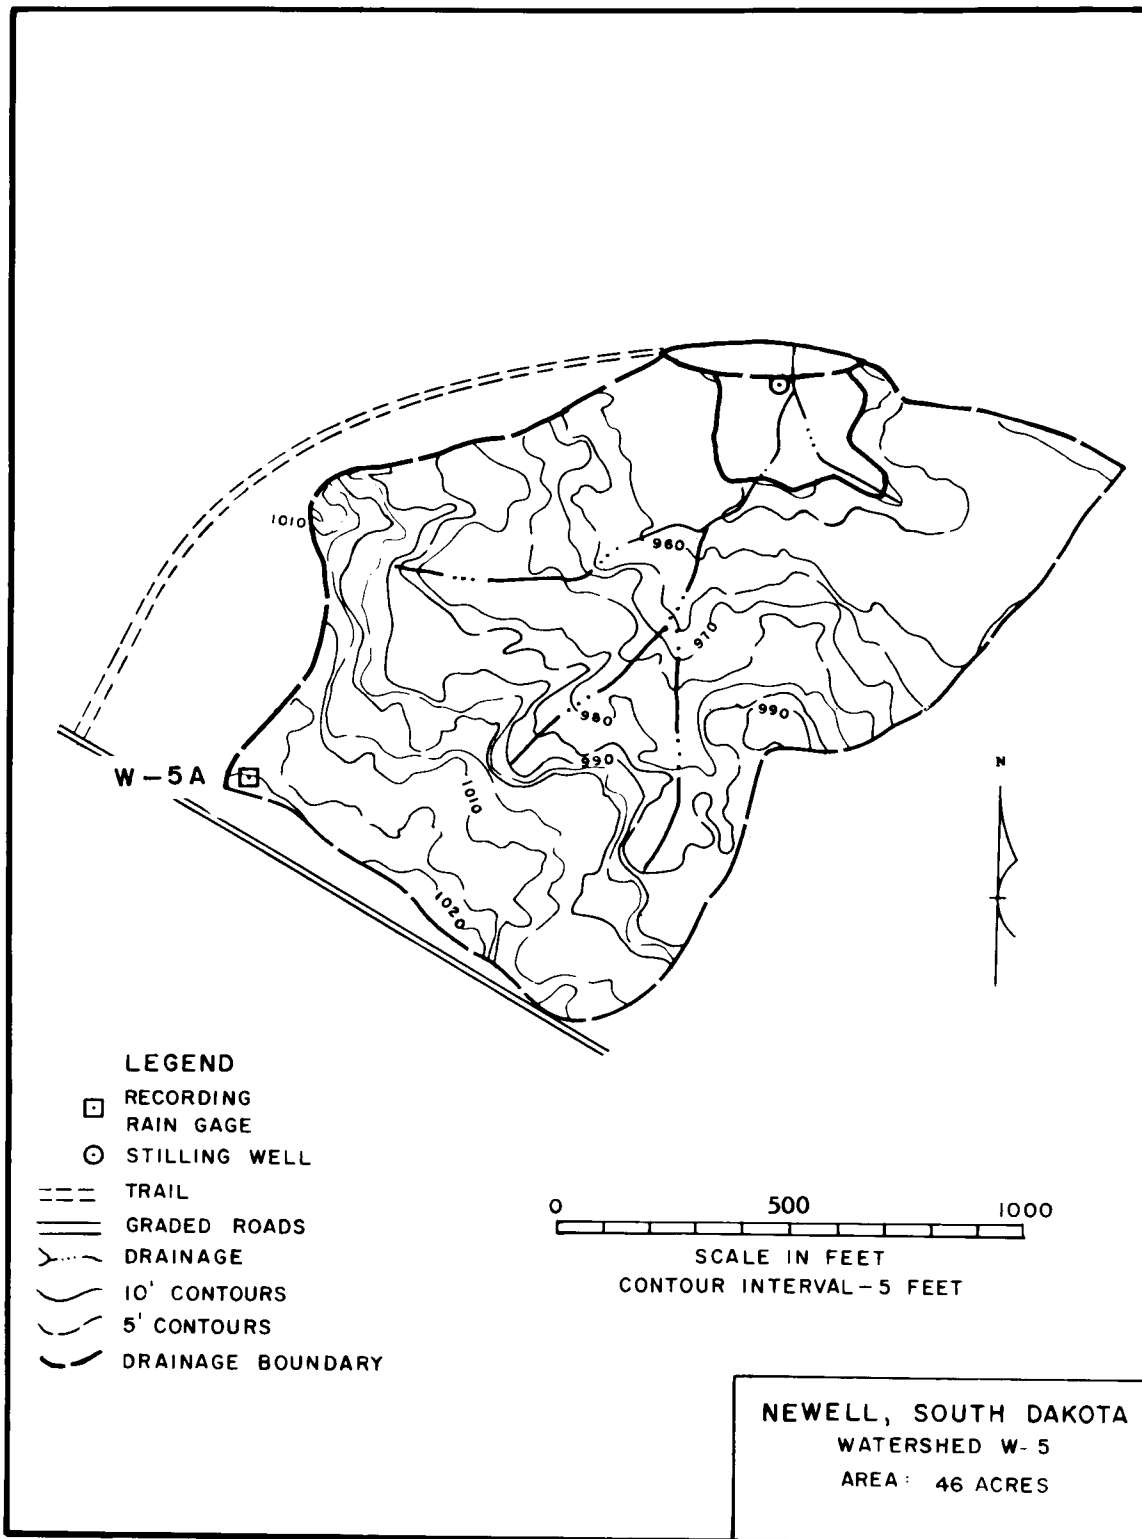 1010
960
970
980
990
990
W-5A
1010
1020
N
LEGEND
RECORDING
RAIN GAGE
STILLING WELL
TRAIL
GRADED ROADS
DRAINAGE
10' CONTOURS
5' CONTOURS
DRAINAGE BOUNDARY
0 500 1000
SCALE IN FEET
CONTOUR INTERVAL-5 FEET
NEWELL, SOUTH DAKOTA
WATERSHED W-5
AREA: 46 ACRES